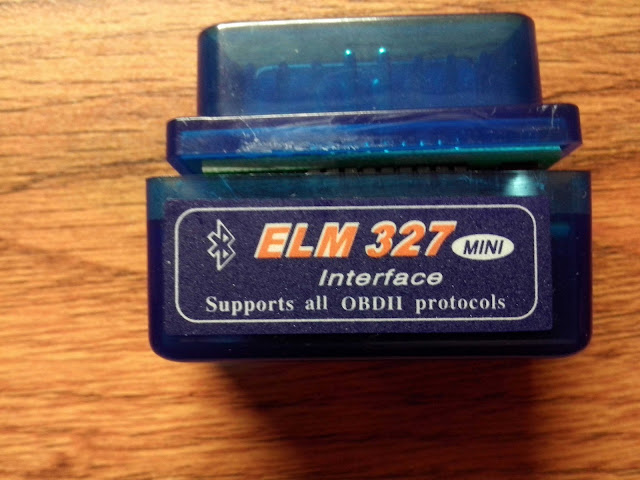 ELM 327 MINI
Interface
Supports all OBDII protocols